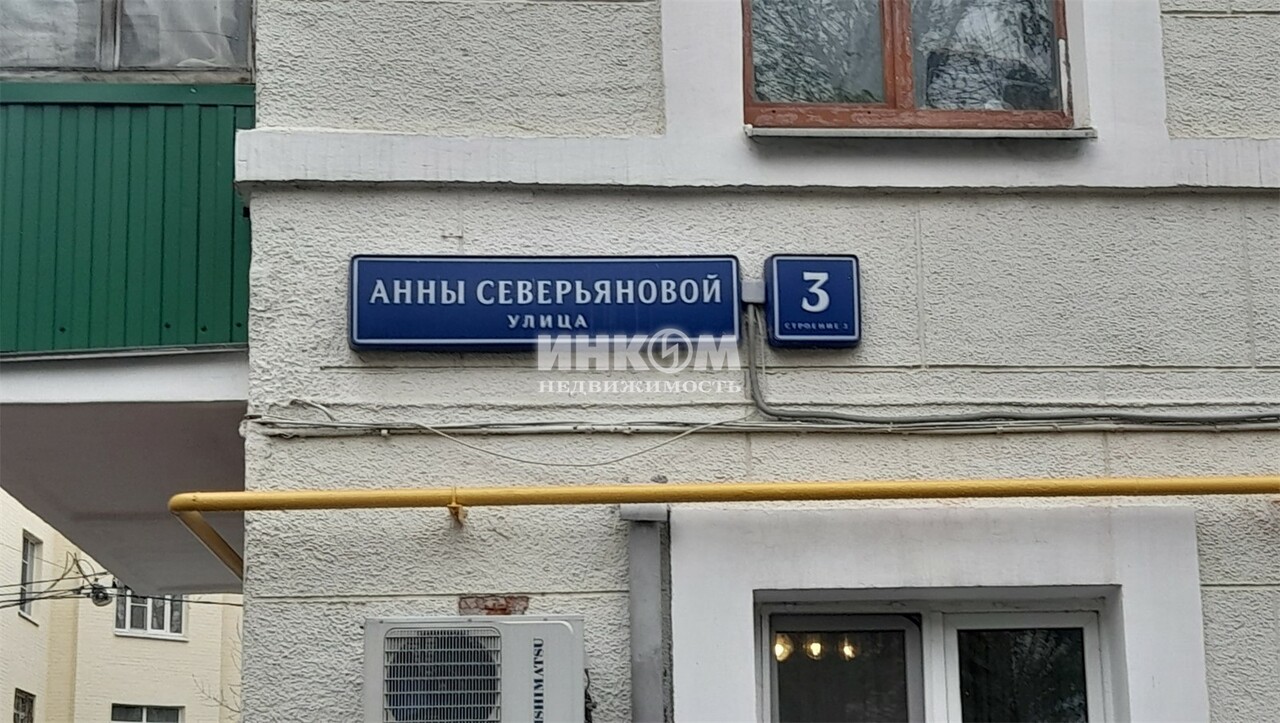 АННЫ СЕВЕРЬЯНОВОЙ
УЛИЦА
3
СТРОЕНИЕ 3
ИНКОМ
НЕДВИЖИМОСТЬ